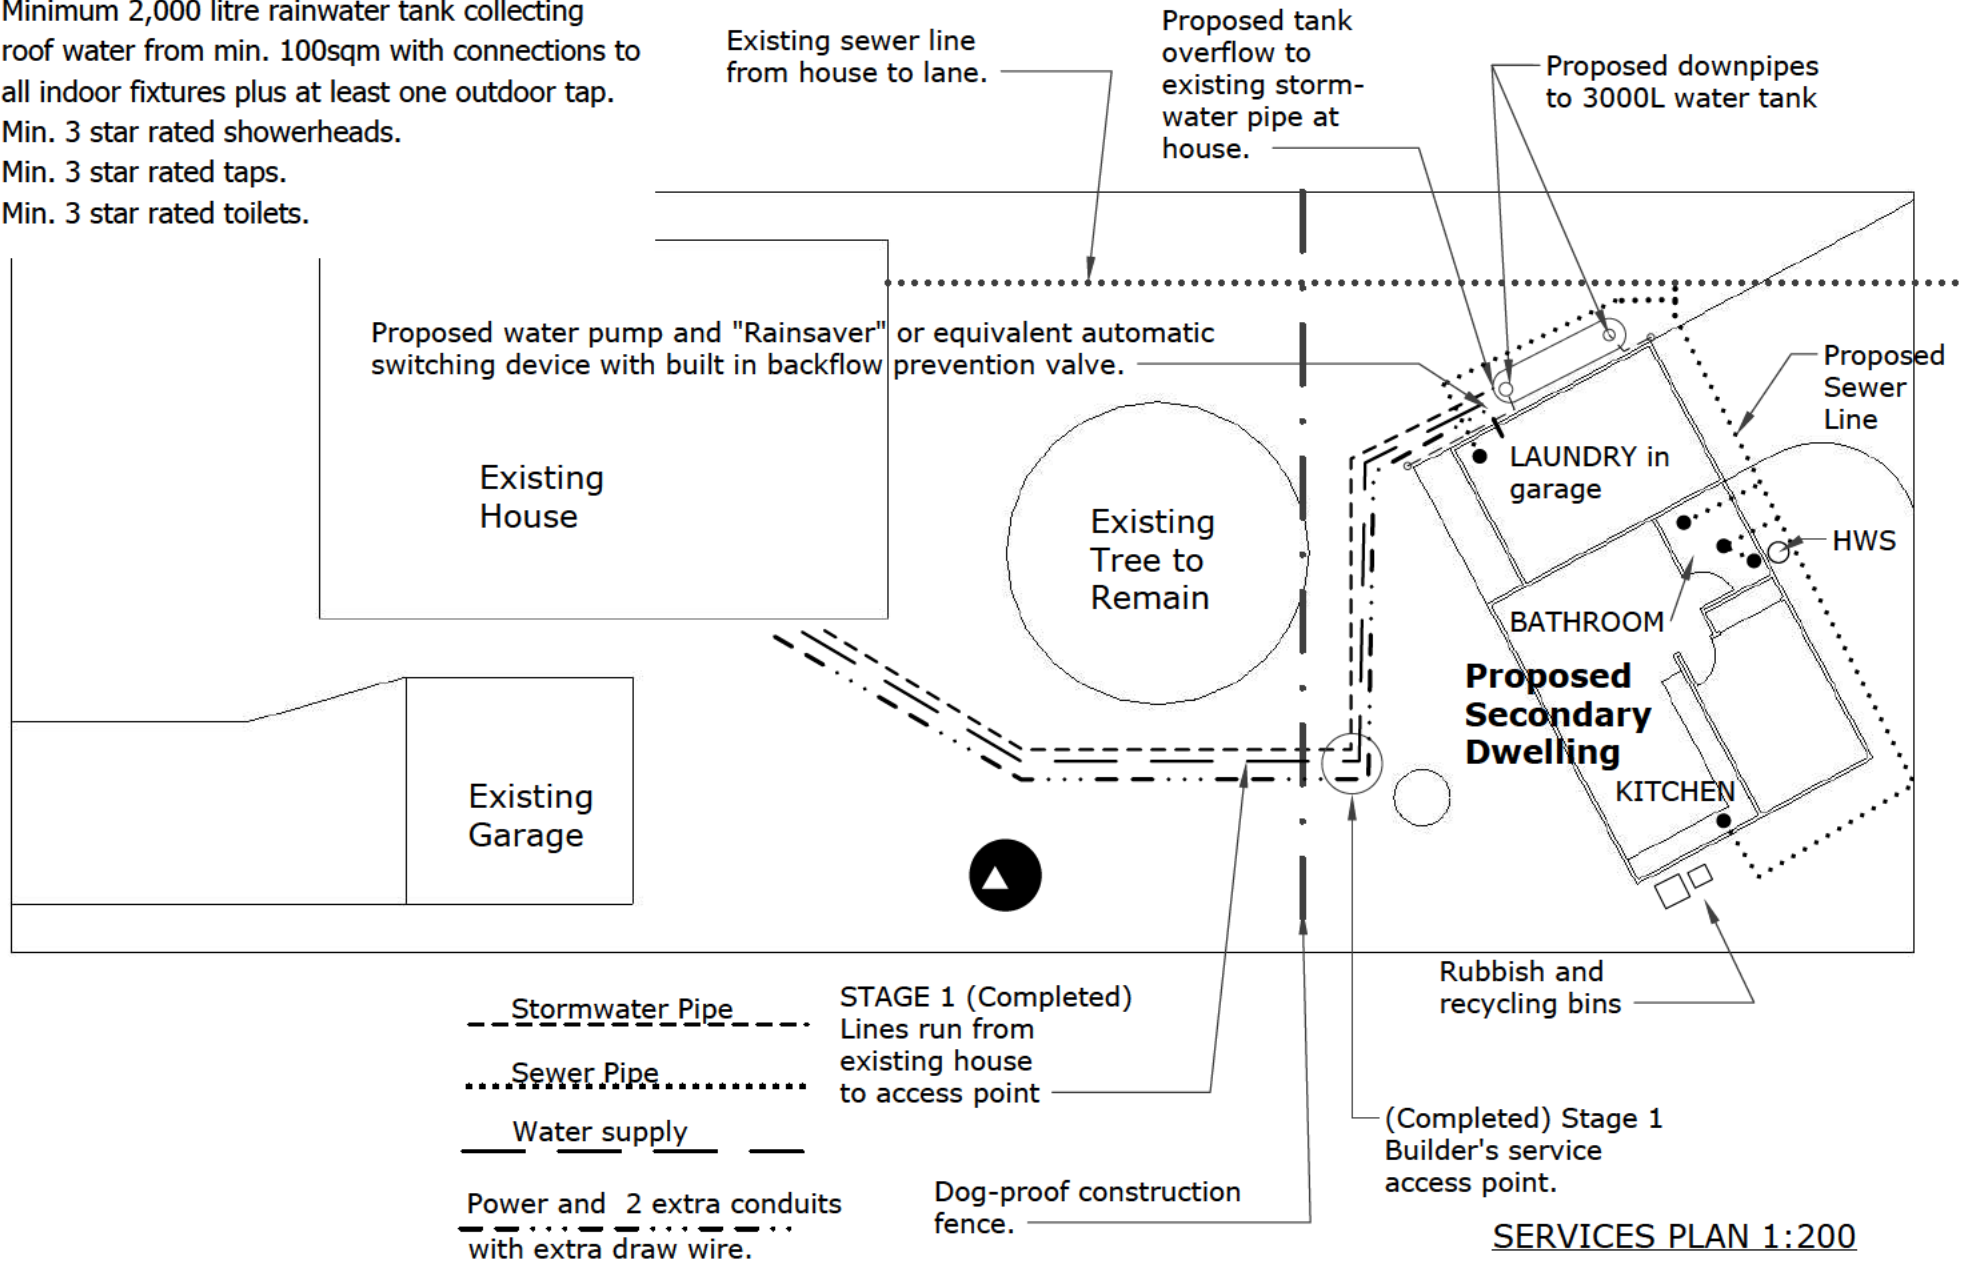 Minimum 2,000 litre rainwater tank collecting
roof water from min. 100sqm with connections to
all indoor fixtures plus at least one outdoor tap.
Min. 3 star rated showerheads.
Min. 3 star rated taps.
Min. 3 star rated toilets.
Existing sewer line
from house to lane.
Proposed tank
overflow to
existing storm-
water pipe at
house.
Proposed downpipes
to 3000L water tank
Proposed water pump and "Rainsaver" or equivalent automatic
switching device with built in backflow prevention valve.
Proposed
Sewer
Line
Existing
House
Existing
Tree to
Remain
LAUNDRY in
garage
HWS
BATHROOM
Proposed
Secondary
Dwelling
KITCHEN
Existing
Garage
Rubbish and
recycling bins
STAGE 1 (Completed)
Lines run from
existing house
to access point
Stormwater Pipe
Sewer Pipe
Water supply
Power and 2 extra conduits
with extra draw wire.
Dog-proof construction
fence.
(Completed) Stage 1
Builder's service
access point.
SERVICES PLAN 1:200